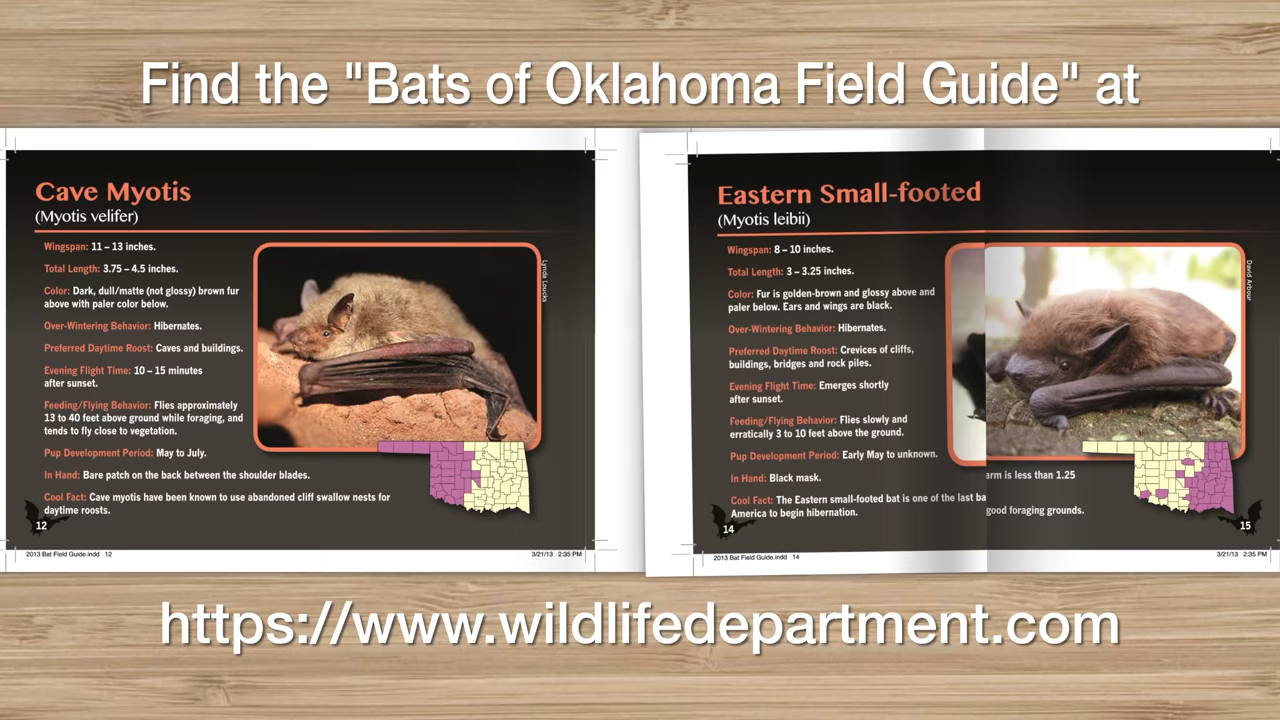 Find the "Bats of Oklahoma Field Guide" at
Cave Myotis
(Myotis velifer)
Wingspan: 11 – 13 inches.
Total Length: 3.75 – 4.5 inches.
Color: Dark, dull/matte (not glossy) brown fur
above with paler color below.
Over-Wintering Behavior: Hibernates.
Preferred Daytime Roost: Caves and buildings.
Evening Flight Time: 10 – 15 minutes
after sunset.
Feeding/Flying Behavior: Flies approximately
13 to 40 feet above ground while foraging, and
tends to fly close to vegetation.
Pup Development Period: May to July.
In Hand: Bare patch on the back between the shoulder blades.
Cool Fact: Cave myotis have been known to use abandoned cliff swallow nests for
daytime roosts.
Lynda Loucks
12
2013 Bat Field Guide.indd 12
3/21/13 2:35 PM
Eastern Small-footed
(Myotis leibii)
Wingspan: 8 – 10 inches.
Total Length: 3 – 3.25 inches.
Color: Fur is golden-brown and glossy above and
paler below. Ears and wings are black.
Over-Wintering Behavior: Hibernates.
Preferred Daytime Roost: Crevices of cliffs,
buildings, bridges and rock piles.
Evening Flight Time: Emerges shortly
after sunset.
Feeding/Flying Behavior: Flies slowly and
erratically 3 to 10 feet above the ground.
Pup Development Period: Early May to unknown.
In Hand: Black mask.
Cool Fact: The Eastern small-footed bat is one of the last ba
America to begin hibernation.
14
2013 Bat Field Guide.indd 14
David Arbour
arm is less than 1.25
good foraging grounds.
15
3/21/13 2:35 PM
https://www.wildlifedepartment.com